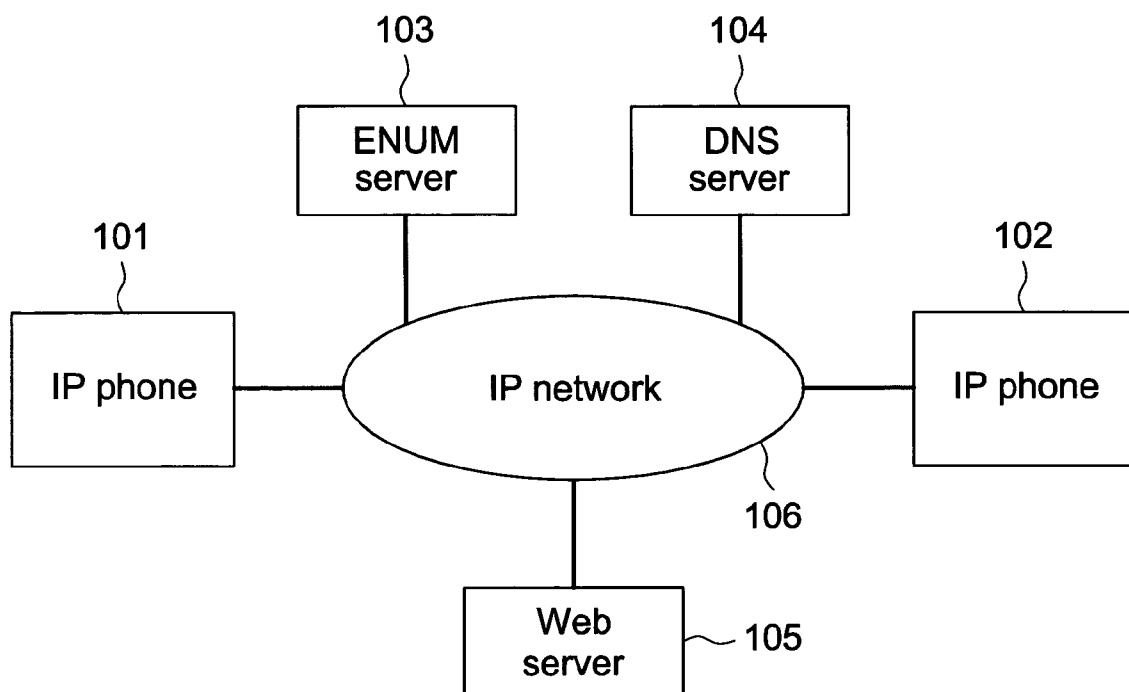 103
104
ENUM
server
DNS
server
101
102
IP phone
IP network
IP phone
106
Web
server
105